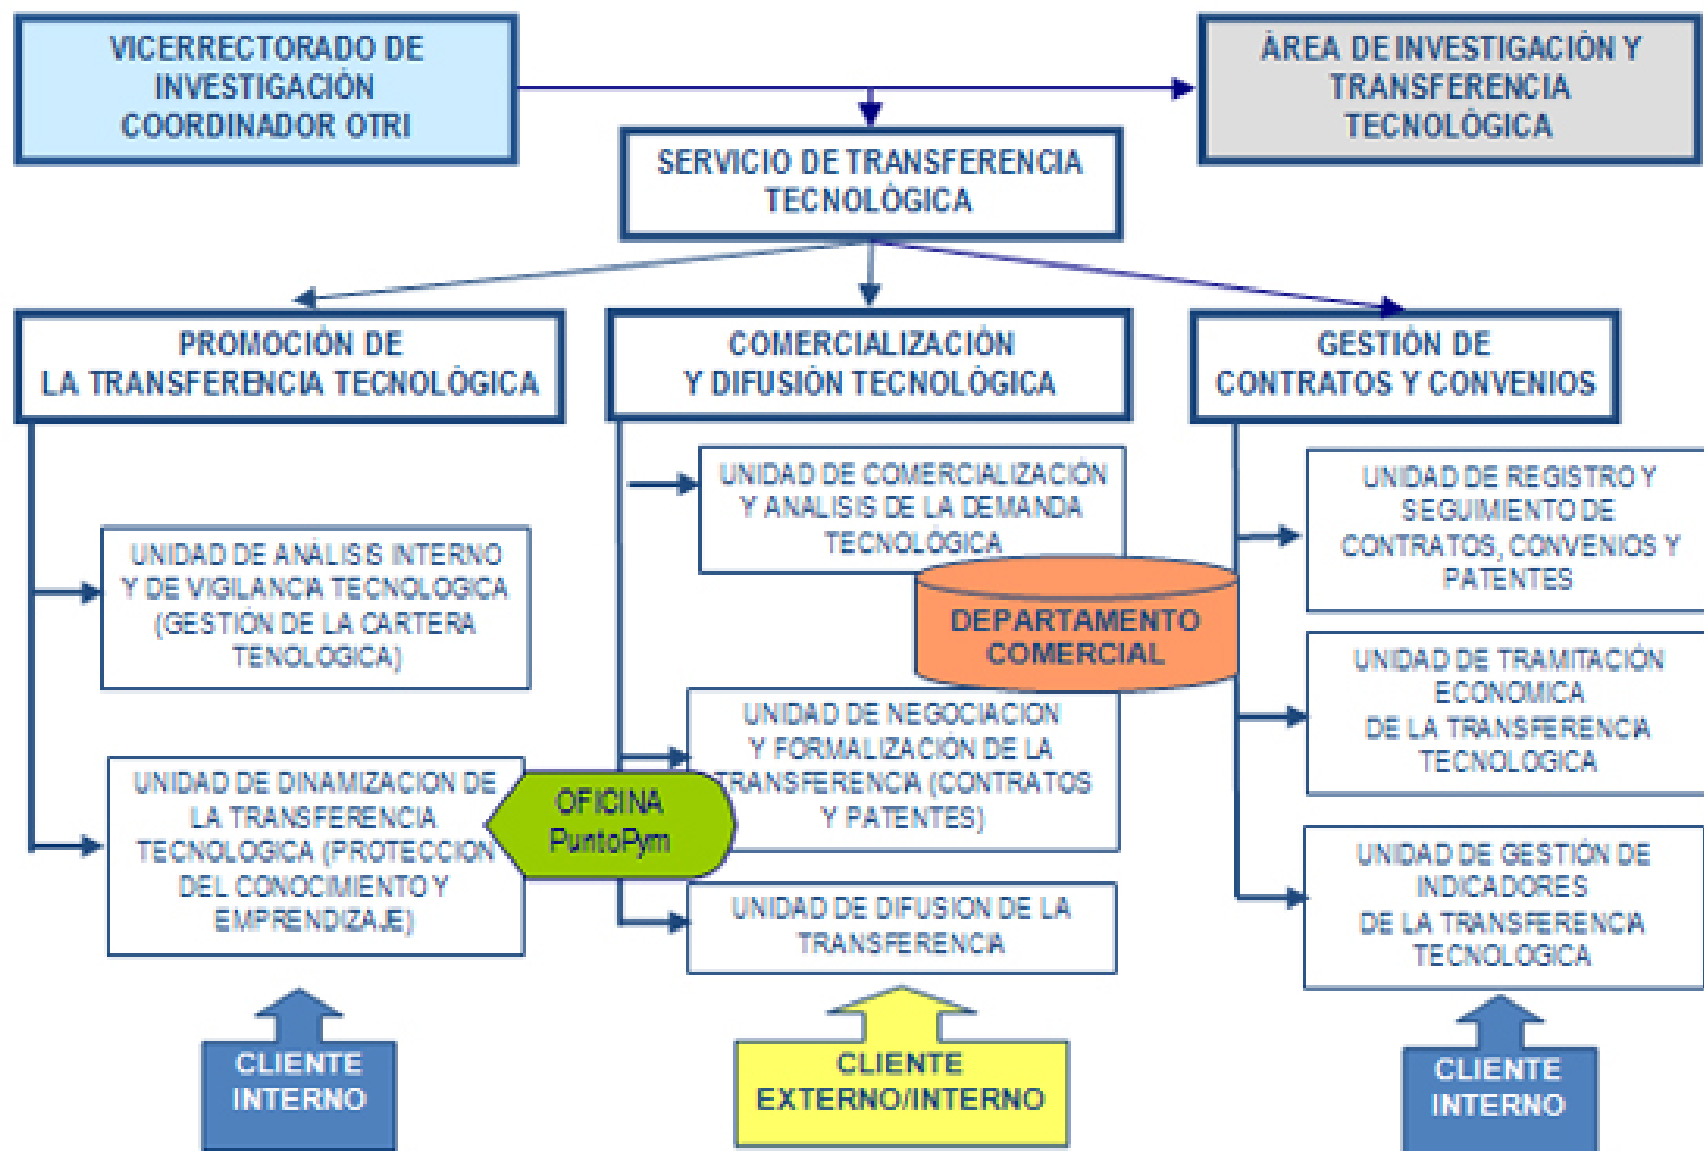 VICERRECTORADO DE
INVESTIGACIÓN
COORDINADOR OTRI
ÁREA DE INVESTIGACIÓN Y
TRANSFERENCIA
TECNOLÓGICA
SERVICIO DE TRANSFERENCIA
TECNOLÓGICA
PROMOCIÓN DE
LA TRANSFERENCIA TECNOLÓGICA
COMERCIALIZACIÓN
Y DIFUSIÓN TECNOLÓGICA
GESTIÓN DE
CONTRATOS Y CONVENIOS
UNIDAD DE ANÁLISIS INTERNO
Y DE VIGILANCIA TECNOLOGICA
(GESTIÓN DE LA CARTERA
TENOLOGICA)
UNIDAD DE DINAMIZACION DE
LA TRANSFERENCIA
TECNOLOGICA (PROTECCION
DEL CONOCIMIENTO Y
EMPRENDIZAJE)
UNIDAD DE COMERCIALIZACIÓN
Y ANALISIS DE LA DEMANDA
TECNOLÓGICA
DEPARTAMENTO
COMERCIAL
UNIDAD DE NEGOCIACION
Y FORMALIZACIÓN DE LA
TRANSFERENCIA (CONTRATOS
Y PATENTES)
OFICINA
PuntoPym
UNIDAD DE DIFUSION DE LA
TRANSFERENCIA
UNIDAD DE REGISTRO Y
SEGUIMIENTO DE
CONTRATOS, CONVENIOS Y
PATENTES
UNIDAD DE TRAMITACIÓN
ECONOMICA
DE LA TRANSFERENCIA
TECNOLOGICA
UNIDAD DE GESTIÓN DE
INDICADORES
DE LA TRANSFERENCIA
TECNOLOGICA
CLIENTE
INTERNO
CLIENTE
EXTERNO/INTERNO
CLIENTE
INTERNO